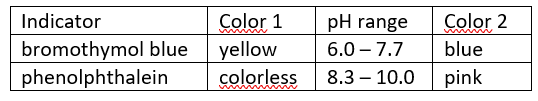 Indicator Color 1 pH range Color 2
bromothymol blue yellow 6.0 – 7.7 blue
phenolphthalein colorless 8.3 – 10.0 pink